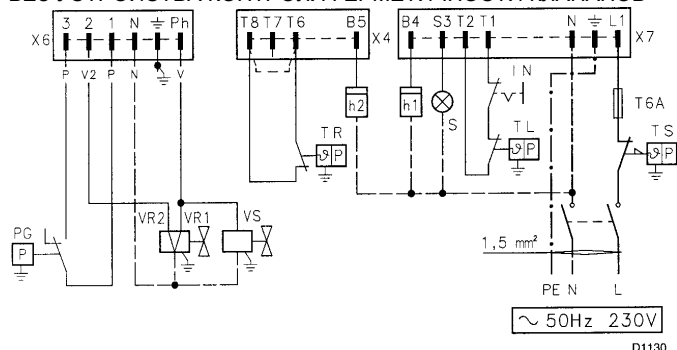 3 2 1 N Ph
X6
P V2 P N V
T8 T7 T6 B5
X4
B4 S3 T2 T1 N L1
X7
h2
h1
S
IN
T6A
TR
ϑ P
TL
ϑ P
TS
ϑ P
PG
P
VR2 VR1 VS
1,5 mm²
PE N L
~ 50Hz 230V
D1130